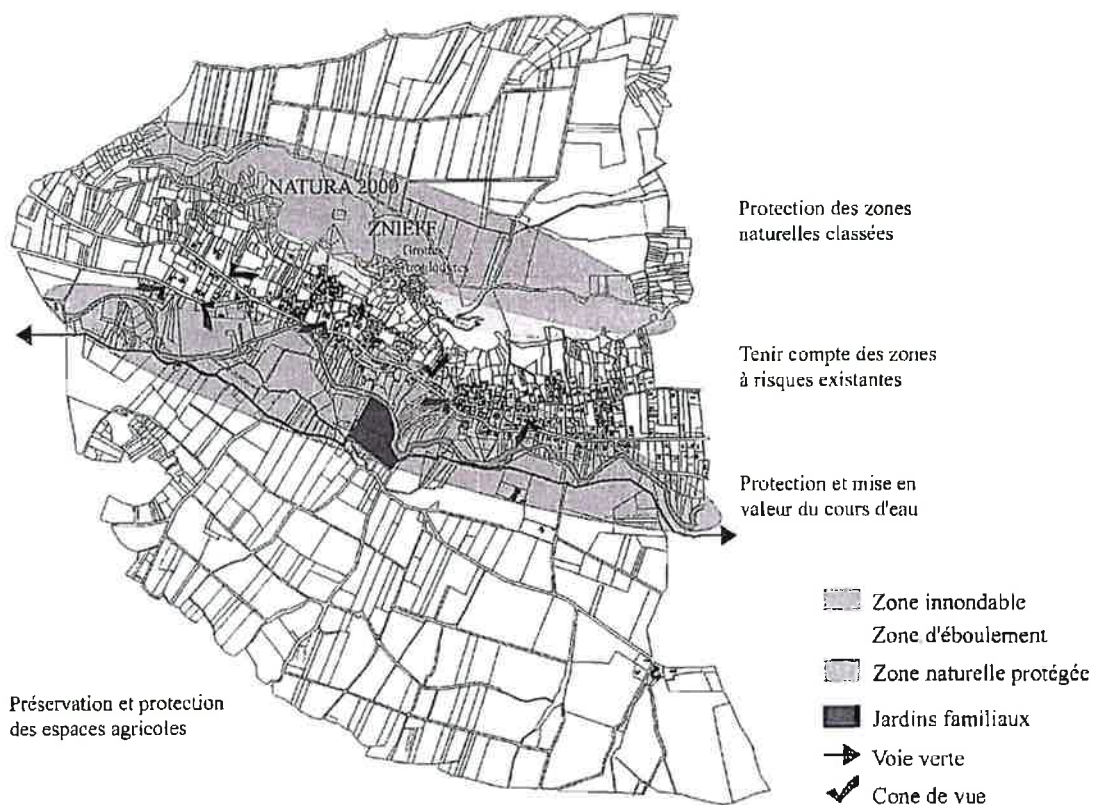 NATURA 2000
ZNIEFF
Grottes
Protection des zones
naturelles classées
Tenir compte des zones
à risques existantes
Protection et mise en
valeur du cours d'eau
Zone innondable
Zone d'éboulement
Zone naturelle protégée
Jardins familiaux
Voie verte
Cone de vue
Préservation et protection
des espaces agricoles